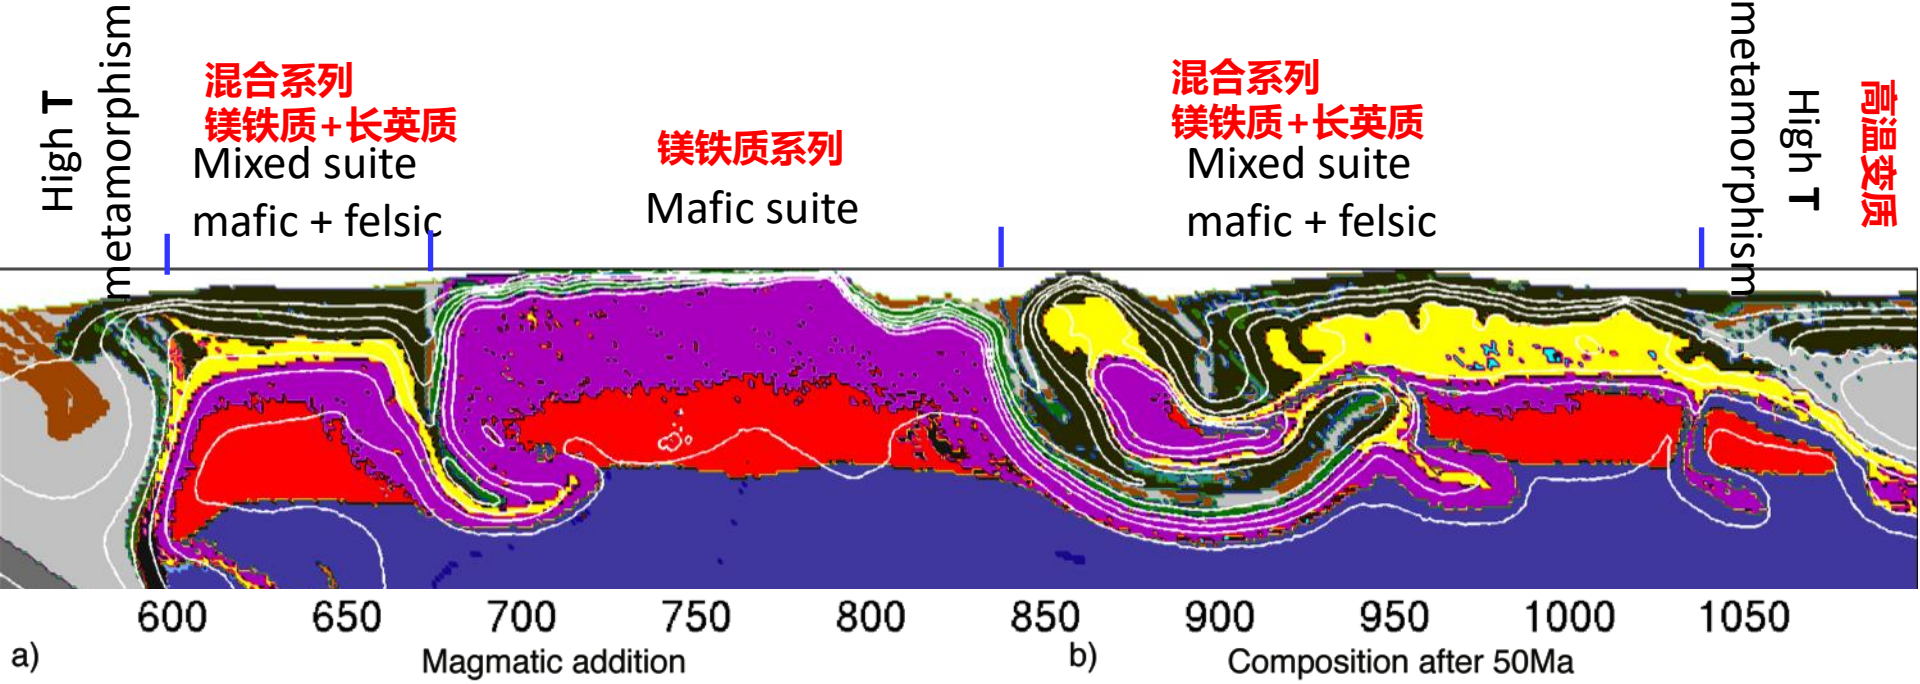 High T
metamorphism
混合系列
镁铁质+长英质
Mixed suite
mafic + felsic
镁铁质系列
Mafic suite
混合系列
镁铁质+长英质
Mixed suite
mafic + felsic
metamorphism
High T
高温变质
600 650 700 750 800 850 900 950 1000 1050
a) Magmatic addition b) Composition after 50Ma